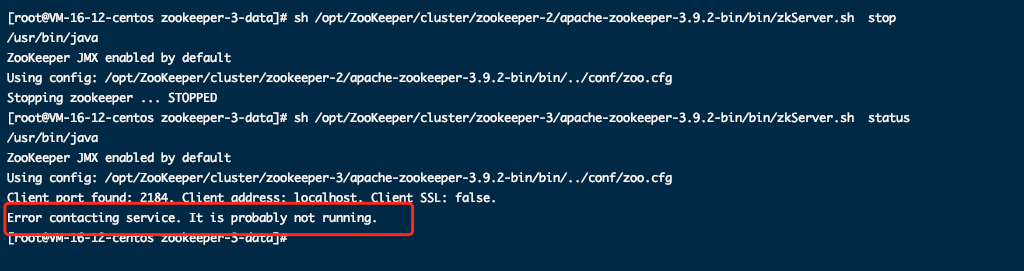 [root@VM-16-12-centos zookeeper-3-data]# sh /opt/ZooKeeper/cluster/zookeeper-2/apache-zookeeper-3.9.2-bin/bin/zkServer.sh  stop
/usr/bin/java
ZooKeeper JMX enabled by default
Using config: /opt/ZooKeeper/cluster/zookeeper-2/apache-zookeeper-3.9.2-bin/bin/../conf/zoo.cfg
Stopping zookeeper ... STOPPED
[root@VM-16-12-centos zookeeper-3-data]# sh /opt/ZooKeeper/cluster/zookeeper-3/apache-zookeeper-3.9.2-bin/bin/zkServer.sh  status
/usr/bin/java
ZooKeeper JMX enabled by default
Using config: /opt/ZooKeeper/cluster/zookeeper-3/apache-zookeeper-3.9.2-bin/bin/../conf/zoo.cfg
Client port found: 2184. Client address: localhost. Client SSL: false.
Error contacting service. It is probably not running.
[root@VM-16-12-centos zookeeper-3-data]#